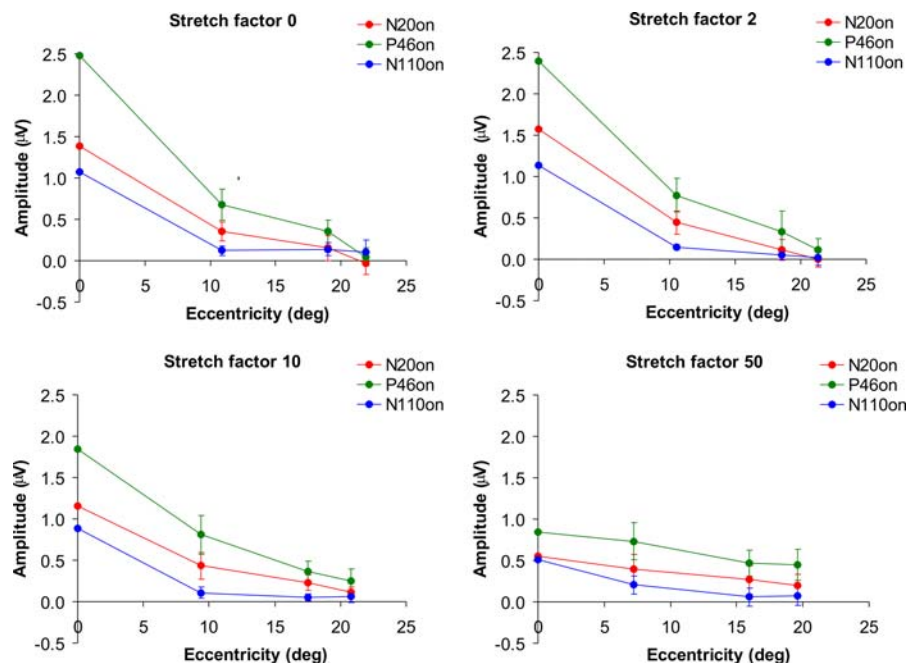 Stretch factor 0
N20on
P46on
N110on
2.5
2.0
1.5
1.0
0.5
0.0
-0.5
Amplitude (µV)
0 5 10 15 20 25
Eccentricity (deg)
Stretch factor 2
N20on
P46on
N110on
2.5
2.0
1.5
1.0
0.5
0.0
-0.5
Amplitude (µV)
0 5 10 15 20 25
Eccentricity (deg)
Stretch factor 10
N20on
P46on
N110on
2.5
2.0
1.5
1.0
0.5
0.0
-0.5
Amplitude (µV)
0 5 10 15 20 25
Eccentricity (deg)
Stretch factor 50
N20on
P46on
N110on
2.5
2.0
1.5
1.0
0.5
0.0
-0.5
Amplitude (µV)
0 5 10 15 20 25
Eccentricity (deg)